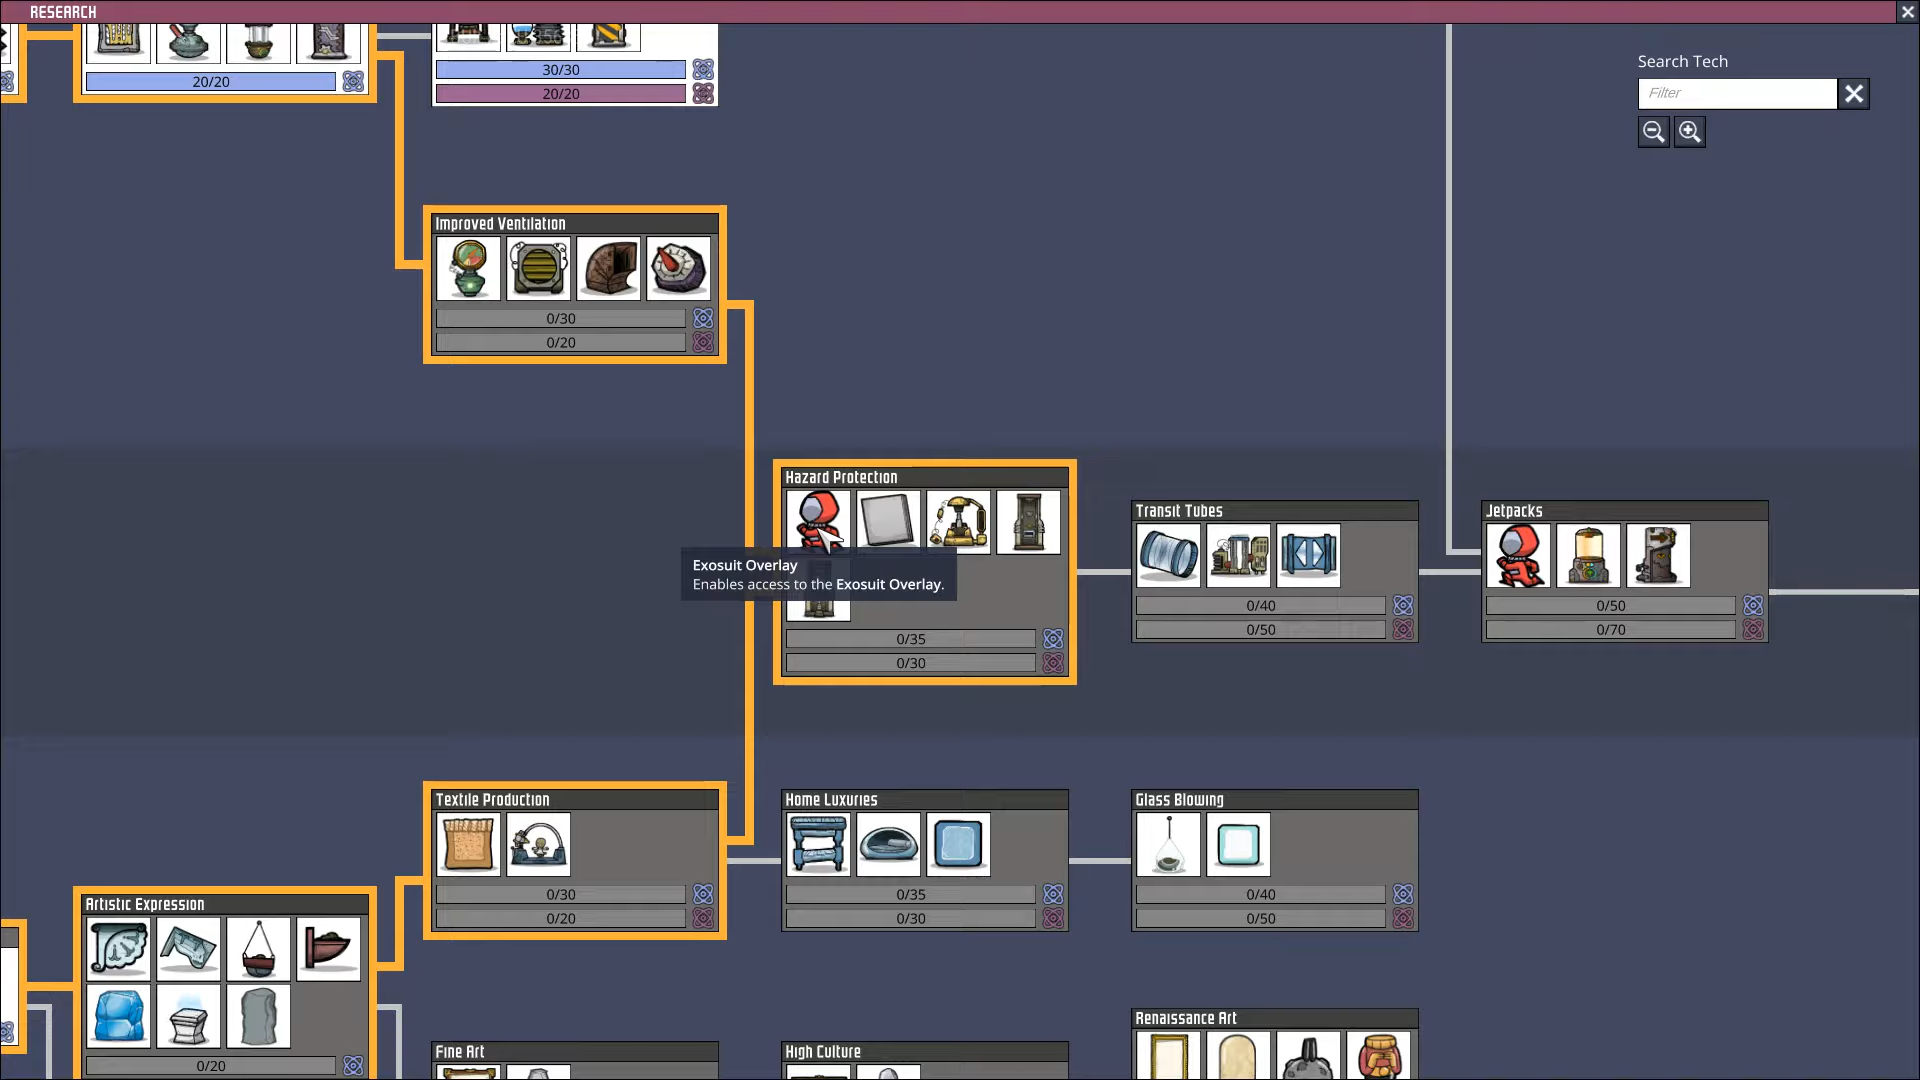 RESEARCH
Search Tech
Filter
20/20
30/30
20/20
Improved Ventilation
0/30
0/20
Hazard Protection
Exosuit Overlay
Enables access to the Exosuit Overlay.
0/35
0/30
Transit Tubes
0/40
0/50
Jetpacks
0/50
0/70
Textile Production
0/30
0/20
Home Luxuries
0/35
0/30
Glass Blowing
0/40
0/50
Artistic Expression
0/20
Fine Art
High Culture
Renaissance Art